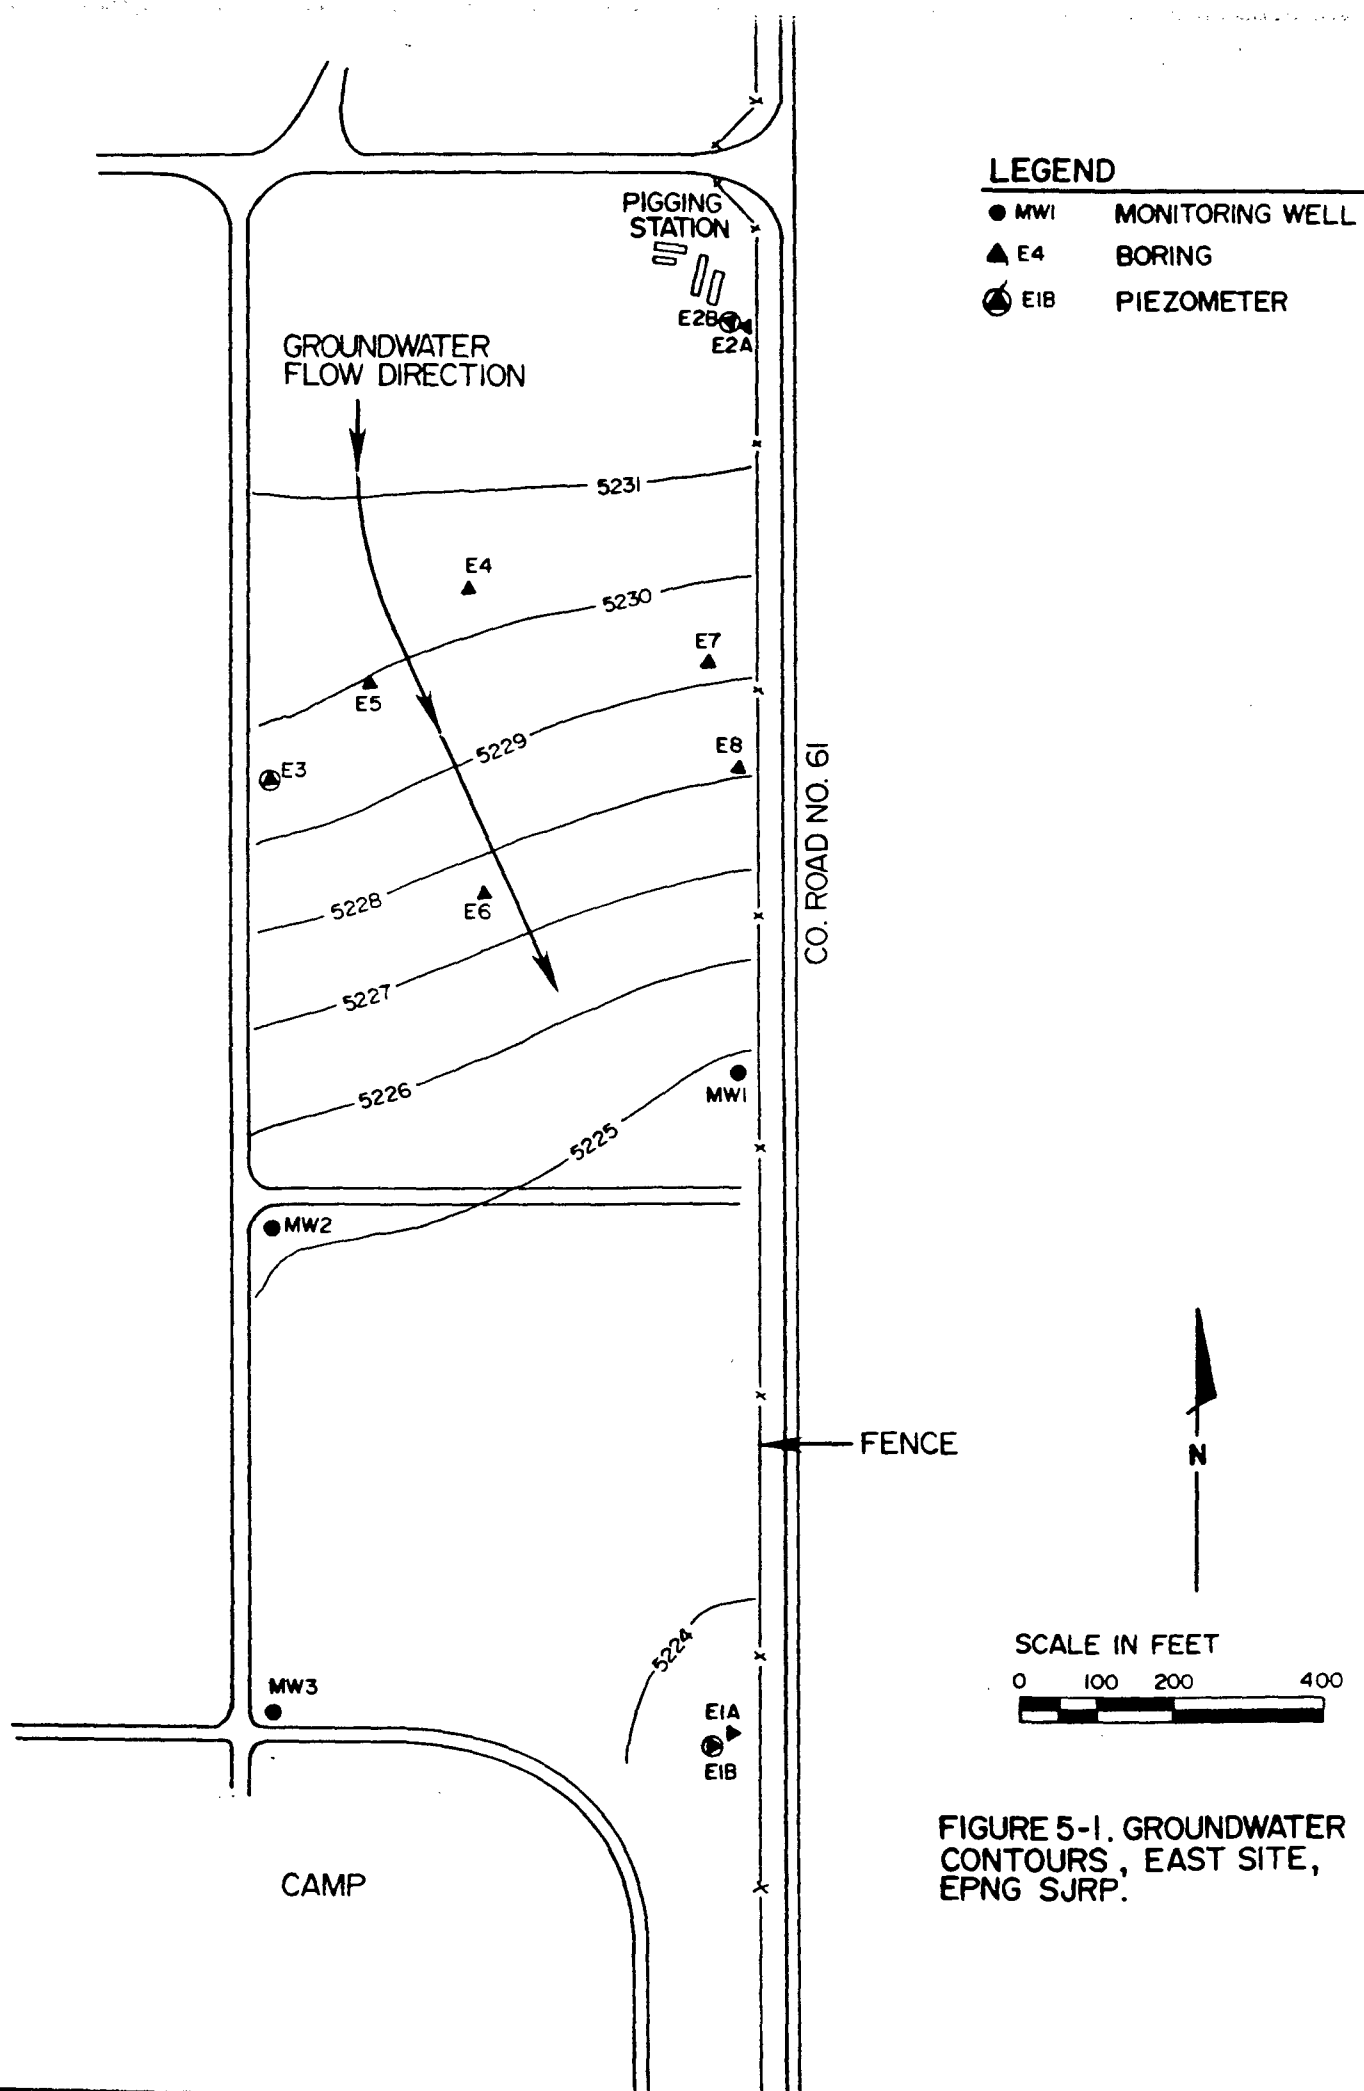 LEGEND
MW1 MONITORING WELL
E4 BORING
E1B PIEZOMETER
PIGGING
STATION
E2B
E2A
GROUNDWATER
FLOW DIRECTION
5231
E4
5230
E7
E5
5229
E8
E3
CO. ROAD NO. 61
5228
E6
5227
5226
MW1
5225
MW2
FENCE
N
5224
SCALE IN FEET
0 100 200 400
MW3
E1A
E1B
FIGURE 5-1. GROUNDWATER
CONTOURS, EAST SITE,
EPNG SJRP.
CAMP